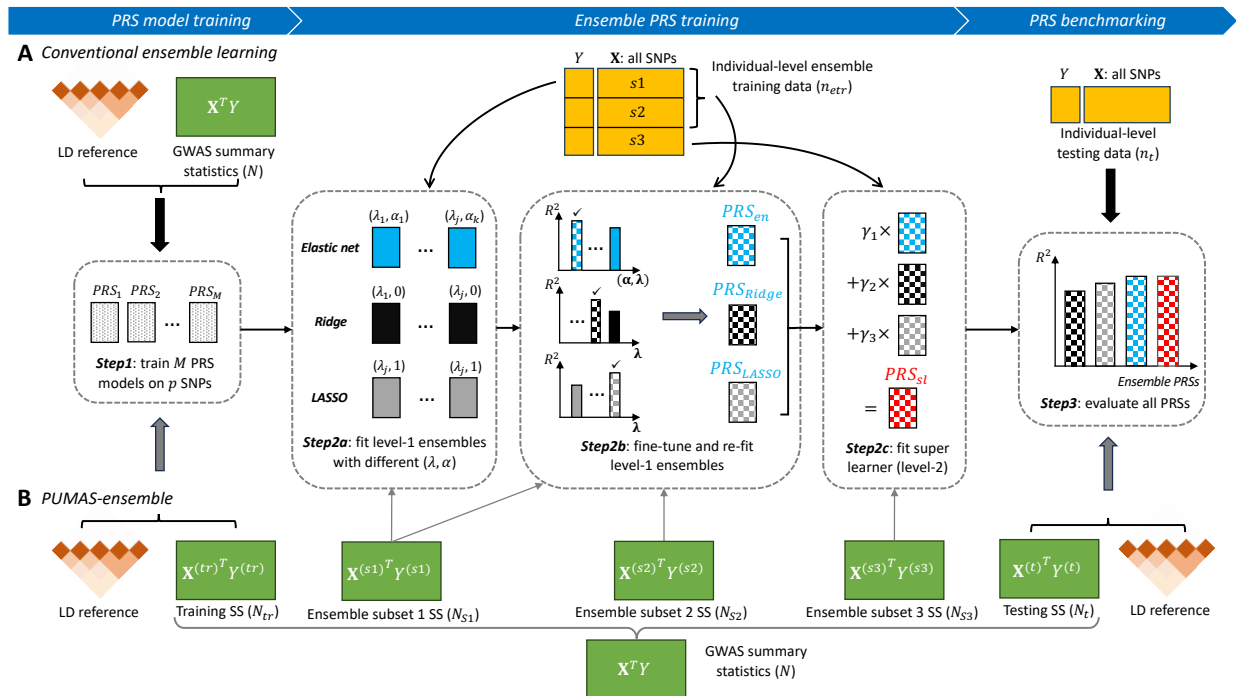 PRS model training
Ensemble PRS training
PRS benchmarking
A Conventional ensemble learning
LD reference
X^T Y
GWAS summary
statistics (N)
Y X: all SNPs
s1
s2
s3
Individual-level ensemble
training data (n_etr)
Y X: all SNPs
Individual-level
testing data (n_t)
PRS_1 PRS_2 ... PRS_M
Step1: train M PRS
models on p SNPs
(λ_1, α_1) (λ_j, α_k)
Elastic net ...
(λ_1, 0) (λ_j, 0)
Ridge ...
(λ_j, 1) (λ_j, 1)
LASSO ...
Step2a: fit level-1 ensembles
with different (λ, α)
R^2 ✓
...
(α, λ)
R^2 ✓
...
λ
R^2 ✓
...
λ
PRS_en
PRS_Ridge
PRS_LASSO
Step2b: fine-tune and re-fit
level-1 ensembles
γ_1×
+γ_2×
+γ_3×
PRS_sl
=
Step2c: fit super
learner (level-2)
R^2
Ensemble PRSs
Step3: evaluate all PRSs
B PUMAS-ensemble
LD reference
X^(tr)^T Y^(tr)
Training SS (N_tr)
X^(s1)^T Y^(s1)
Ensemble subset 1 SS (N_S1)
X^(s2)^T Y^(s2)
Ensemble subset 2 SS (N_S2)
X^(s3)^T Y^(s3)
Ensemble subset 3 SS (N_S3)
X^(t)^T Y^(t)
Testing SS (N_t)
LD reference
X^T Y
GWAS summary
statistics (N)